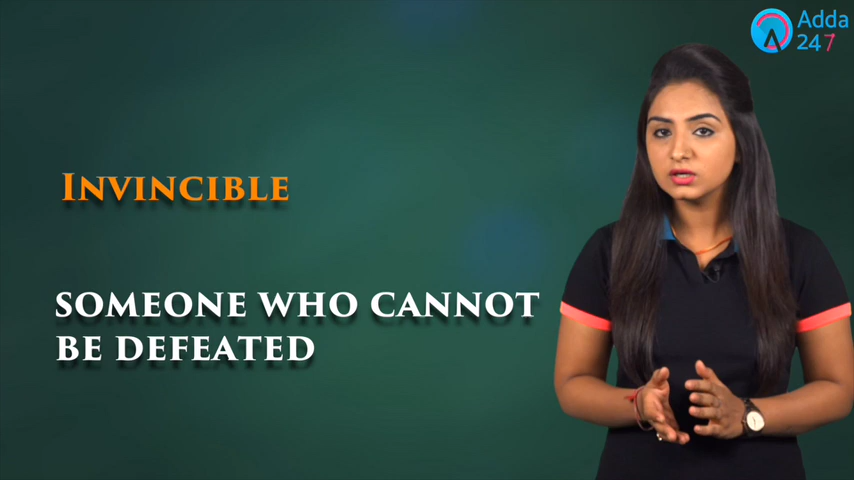 Adda
247
INVINCIBLE
SOMEONE WHO CANNOT
BE DEFEATED